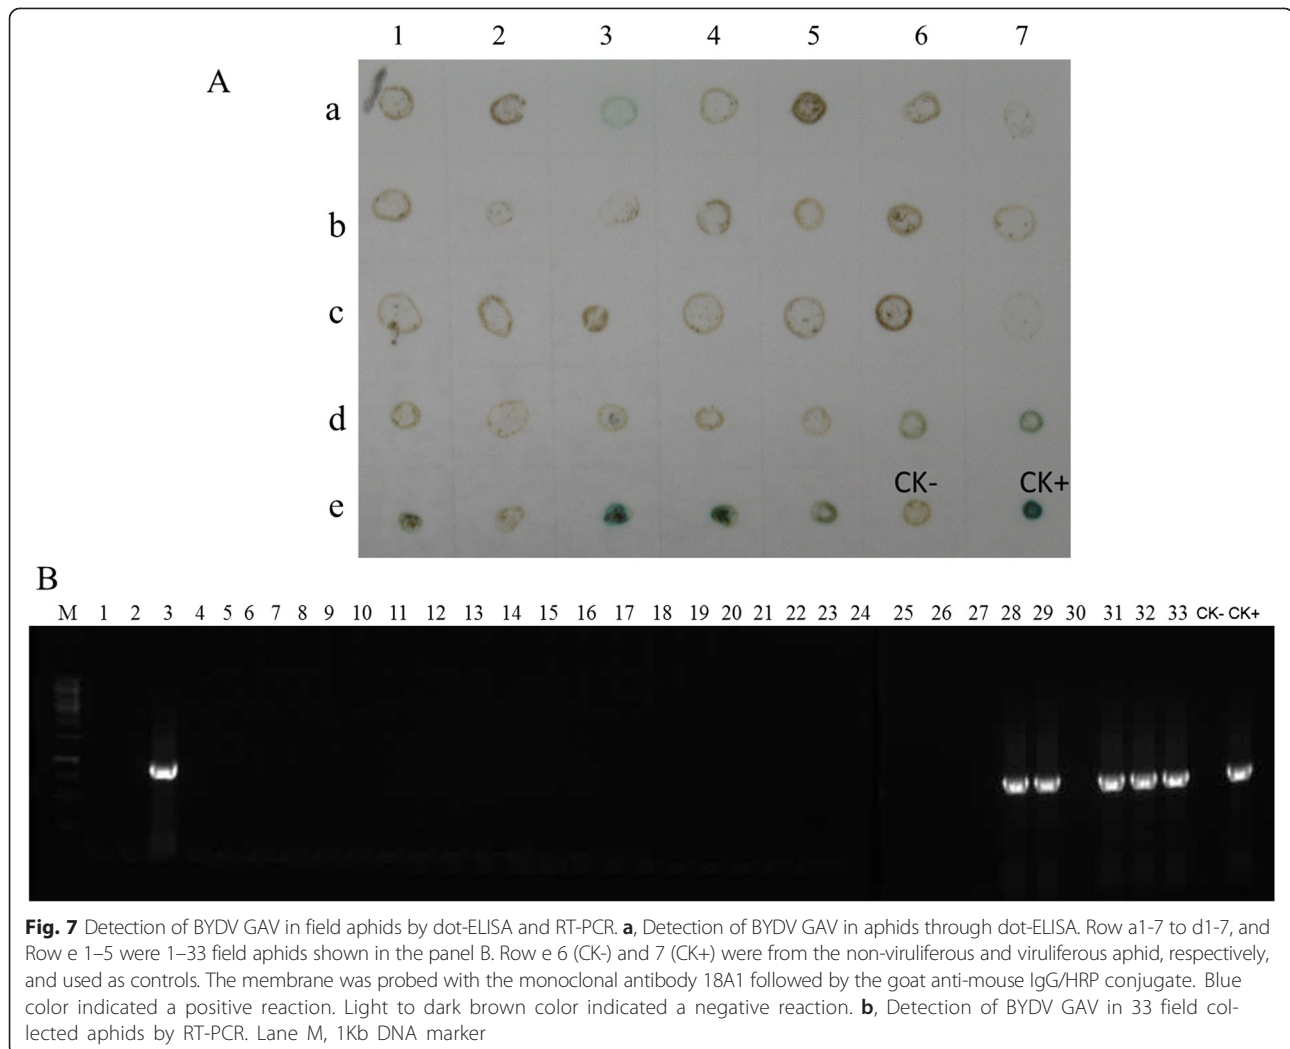 1 2 3 4 5 6 7
A
a
b
c
d
CK- CK+
e
B
M 1 2 3 4 5 6 7 8 9 10 11 12 13 14 15 16 17 18 19 20 21 22 23 24 25 26 27 28 29 30 31 32 33 CK- CK+
Fig. 7 Detection of BYDV GAV in field aphids by dot-ELISA and RT-PCR. a, Detection of BYDV GAV in aphids through dot-ELISA. Row a1-7 to d1-7, and
Row e 1–5 were 1–33 field aphids shown in the panel B. Row e 6 (CK-) and 7 (CK+) were from the non-viruliferous and viruliferous aphid, respectively,
and used as controls. The membrane was probed with the monoclonal antibody 18A1 followed by the goat anti-mouse IgG/HRP conjugate. Blue
color indicated a positive reaction. Light to dark brown color indicated a negative reaction. b, Detection of BYDV GAV in 33 field col-
lected aphids by RT-PCR. Lane M, 1Kb DNA marker